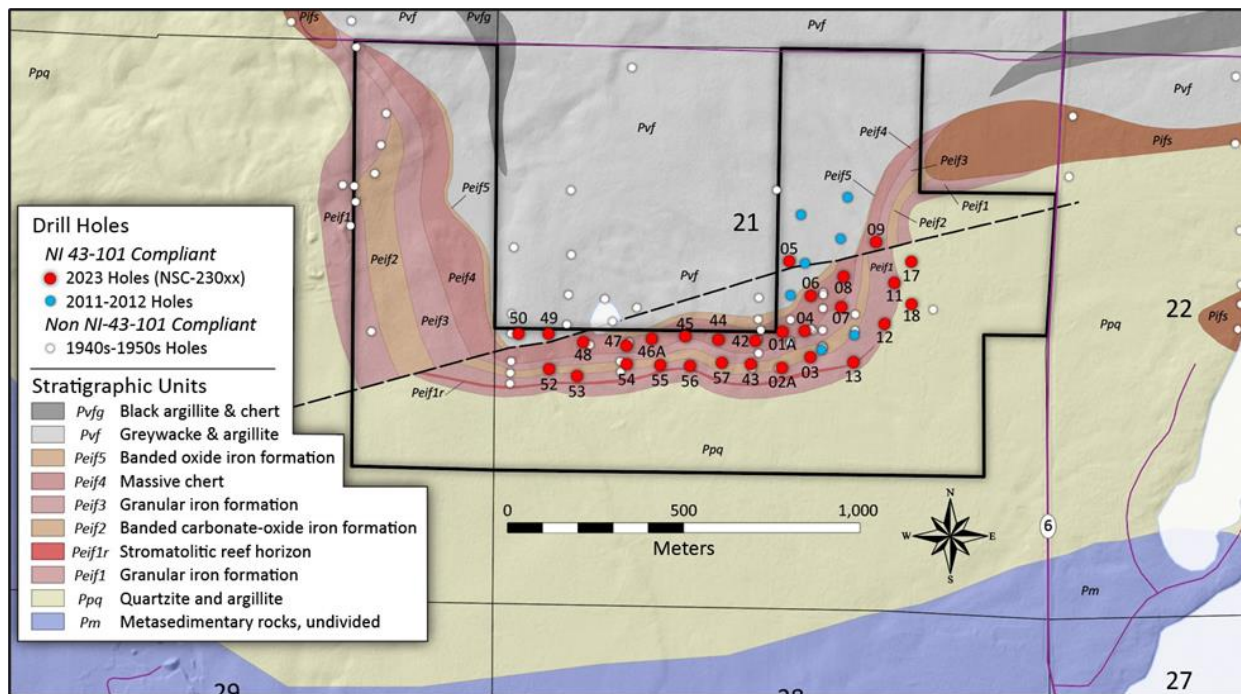 Pifs
Pvf
Pvfg
Pvf
Ppq
Pvf
Pvf
Peif4
Peif3
Pifs
Peif5
Peif5
Peif1
Peif2
Peif1
Peif2
Peif4
Peif3
Peif1
Peif1r
21
Pvf
22
Ppq
Pifs
Ppq
Pm
6
05
09
17
08
06
11
07
18
12
04
01A
13
03
02A
50
49
48
47
46A
45
44
42
52
53
54
55
56
57
43
Drill Holes
NI 43-101 Compliant
2023 Holes (NSC-230xx)
2011-2012 Holes
Non NI-43-101 Compliant
1940s-1950s Holes
Stratigraphic Units
Pvfg Black argillite & chert
Pvf Greywacke & argillite
Peif5 Banded oxide iron formation
Peif4 Massive chert
Peif3 Granular iron formation
Peif2 Banded carbonate-oxide iron formation
Peif1r Stromatolitic reef horizon
Peif1 Granular iron formation
Ppq Quartzite and argillite
Pm Metasedimentary rocks, undivided
0 500 1,000
Meters
N
W E
S
29
28
27